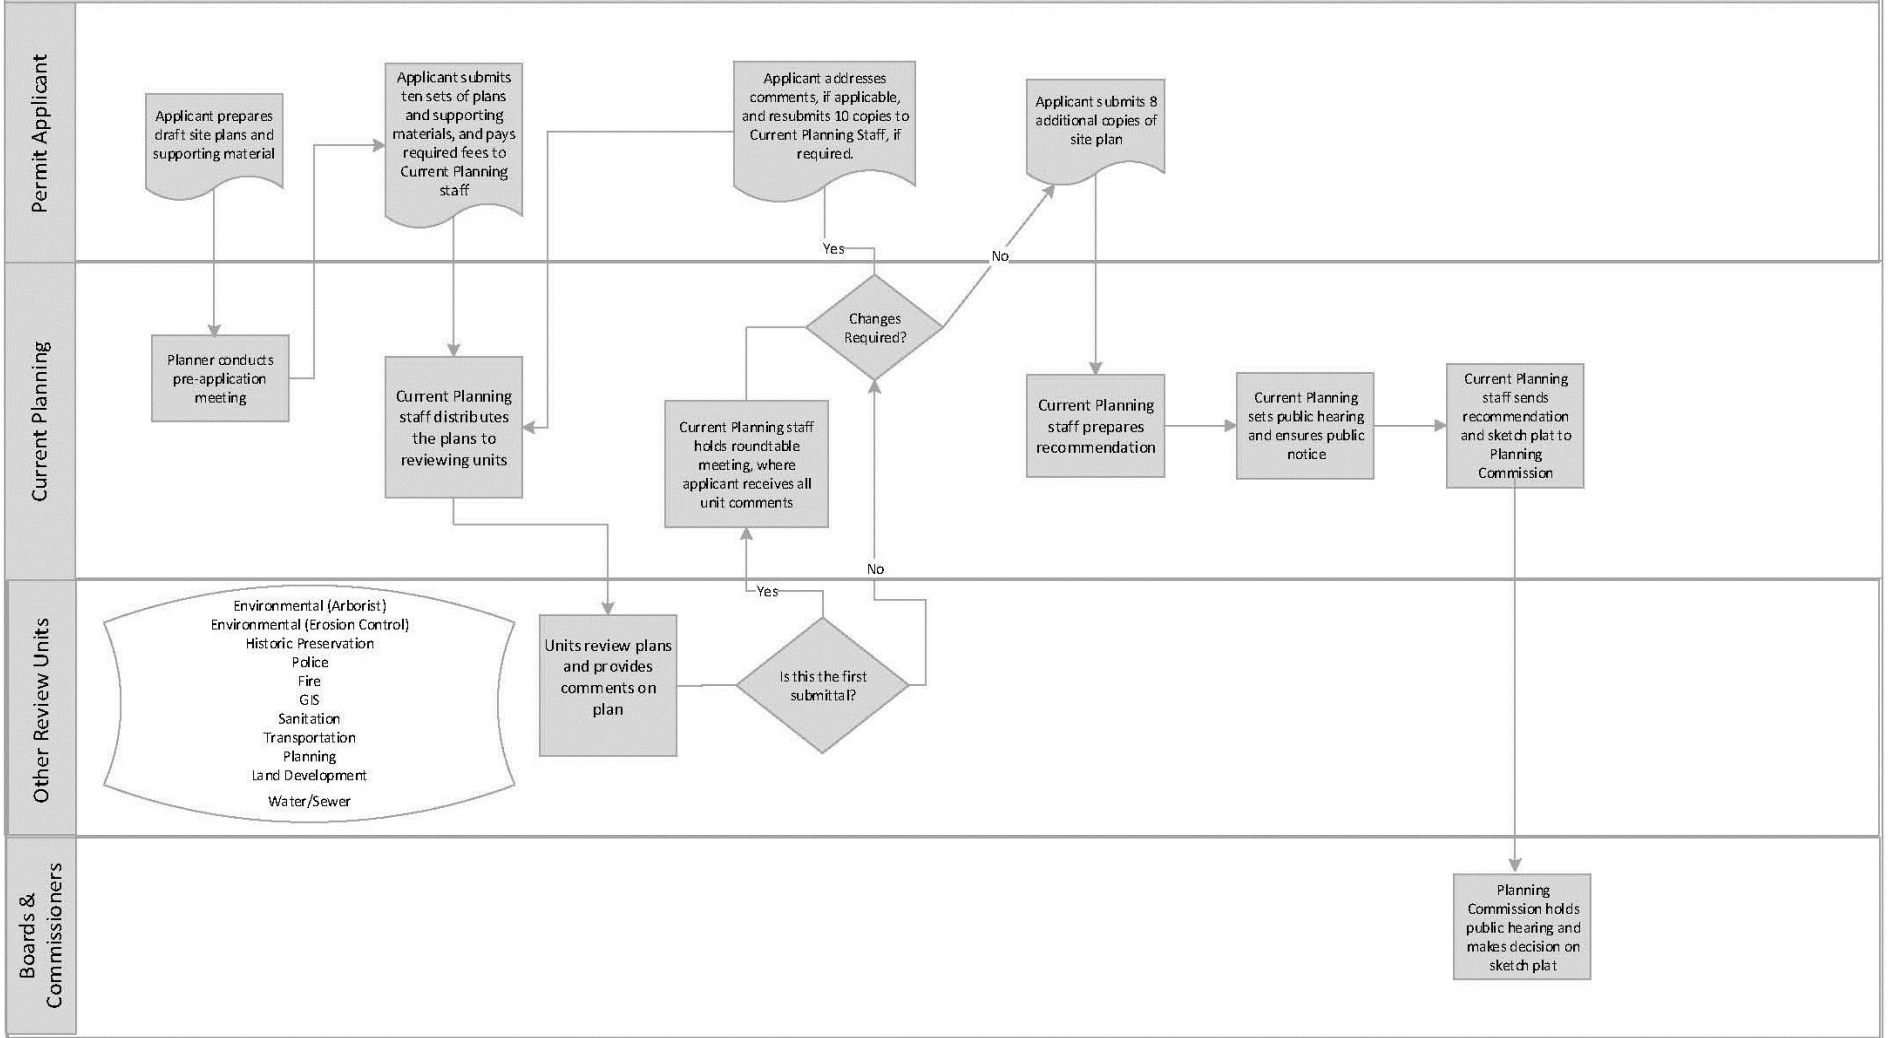 Permit Applicant
Applicant prepares
draft site plans and
supporting material
Applicant submits
ten sets of plans
and supporting
materials, and pays
required fees to
Current Planning
staff
Applicant addresses
comments, if applicable,
and resubmits 10 copies to
Current Planning Staff, if
required.
Applicant submits 8
additional copies of
site plan
Yes
No
Current Planning
Planner conducts
pre-application
meeting
Current Planning
staff distributes
the plans to
reviewing units
Current Planning staff
holds roundtable
meeting, where
applicant receives all
unit comments
Changes
Required?
Current Planning
staff prepares
recommendation
Current Planning
sets public hearing
and ensures public
notice
Current Planning
staff sends
recommendation
and sketch plat to
Planning
Commission
No
Yes
Other Review Units
Environmental (Arborist)
Environmental (Erosion Control)
Historic Preservation
Police
Fire
GIS
Sanitation
Transportation
Planning
Land Development
Water/Sewer
Units review plans
and provides
comments on
plan
Is this the first
submittal?
Boards &
Commissioners
Planning
Commission holds
public hearing and
makes decision on
sketch plat